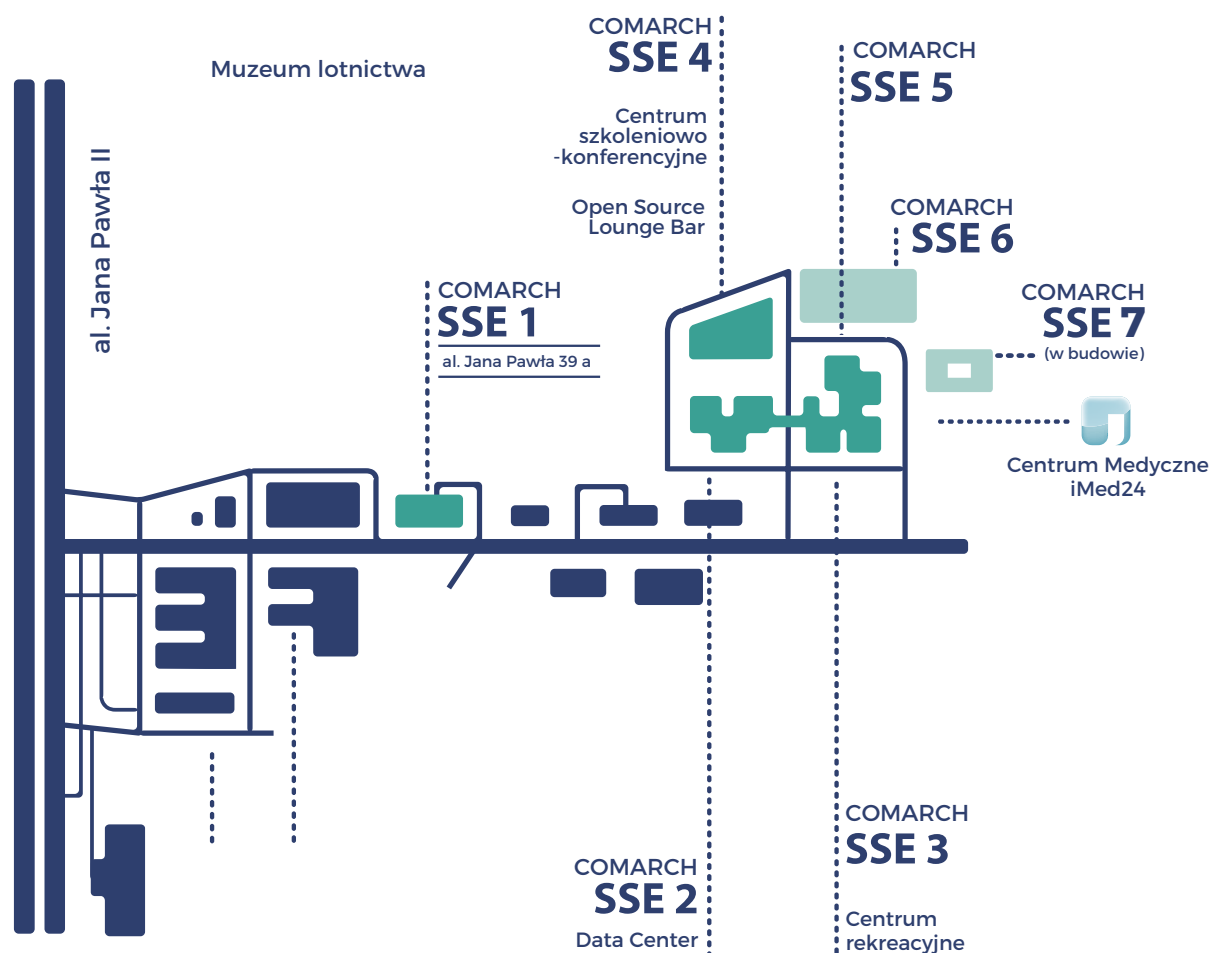 Muzeum lotnictwa
al. Jana Pawła II
COMARCH
SSE 4
Centrum
szkoleniowo
-konferencyjne
Open Source
Lounge Bar
COMARCH
SSE 5
COMARCH
SSE 6
COMARCH
SSE 7
(w budowie)
Centrum Medyczne
iMed24
COMARCH
SSE 1
al. Jana Pawła 39 a
COMARCH
SSE 2
Data Center
COMARCH
SSE 3
Centrum
rekreacyjne